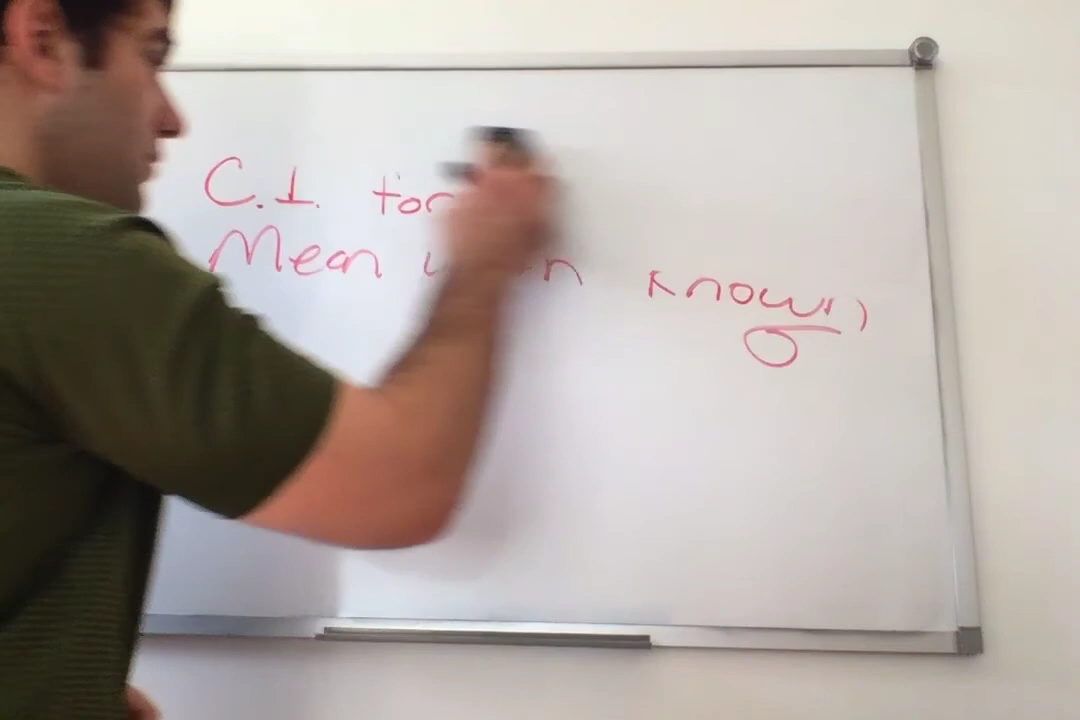 C.I. for
Mean known,
σ